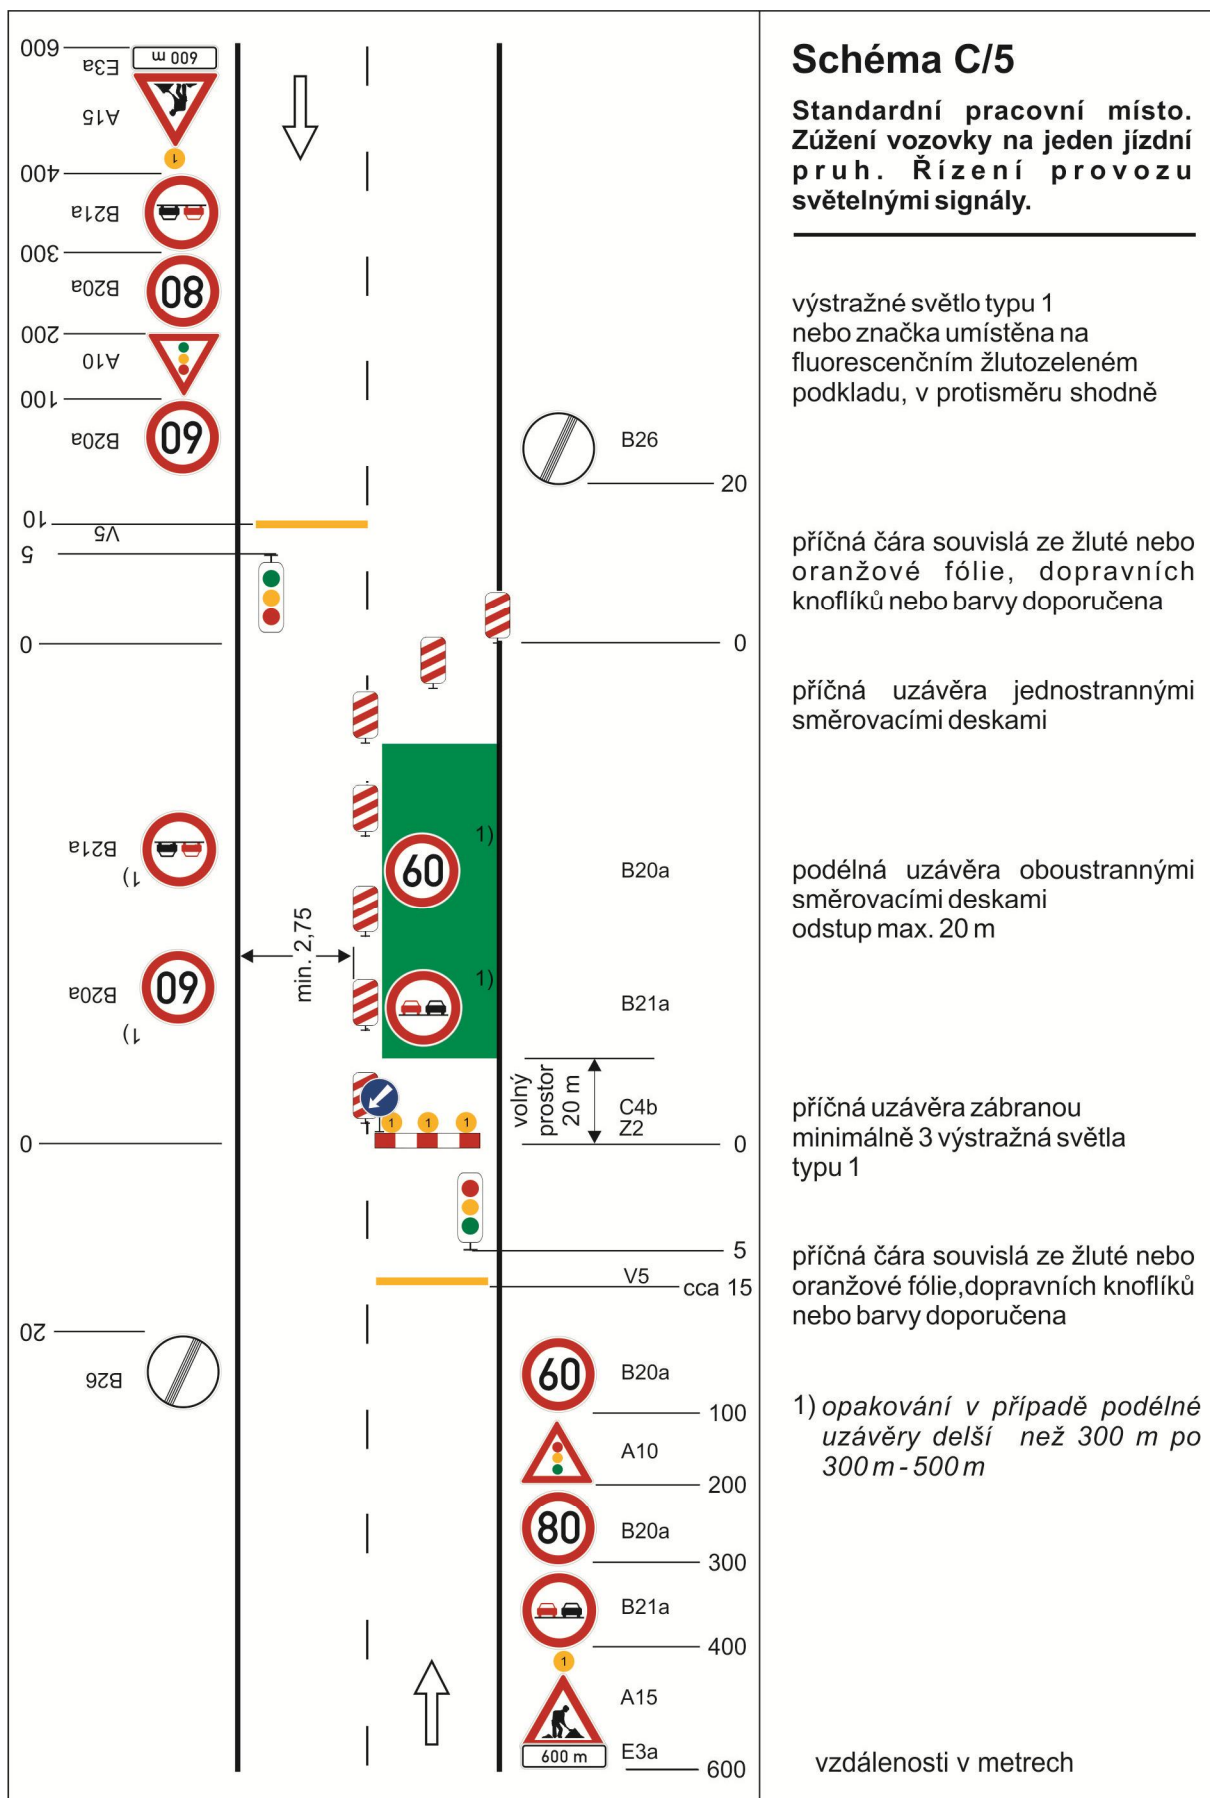 Schéma C/5
Standardní pracovní místo.
Zúžení vozovky na jeden jízdní
pruh. Řízení provozu
světelnými signály.
výstražné světlo typu 1
nebo značka umístěna na
fluorescenčním žlutozeleném
podkladu, v protisměru shodně
příčná čára souvislá ze žluté nebo
oranžové fólie, dopravních
knoflíků nebo barvy doporučena
příčná uzávěra jednostrannými
směrovacími deskami
podélná uzávěra oboustrannými
směrovacími deskami
odstup max. 20 m
příčná uzávěra zábranou
minimálně 3 výstražná světla
typu 1
příčná čára souvislá ze žluté nebo
oranžové fólie,dopravních knoflíků
nebo barvy doporučena
1) opakování v případě podélné
uzávěry delší než 300 m po
300 m - 500 m
vzdálenosti v metrech
600
600 m
E3a
A15
1
400
B21a
300
B20a
80
200
A10
100
B20a
60
10
V5
5
0
B21a
1)
B20a
60
1)
0
20
B26
B26
20
0
60
1)
B20a
min. 2,75
1)
B21a
volný
prostor
20 m
C4b
Z2
1
1
1
0
5
V5
cca 15
60
B20a
100
A10
200
80
B20a
300
B21a
400
1
A15
600 m
E3a
600